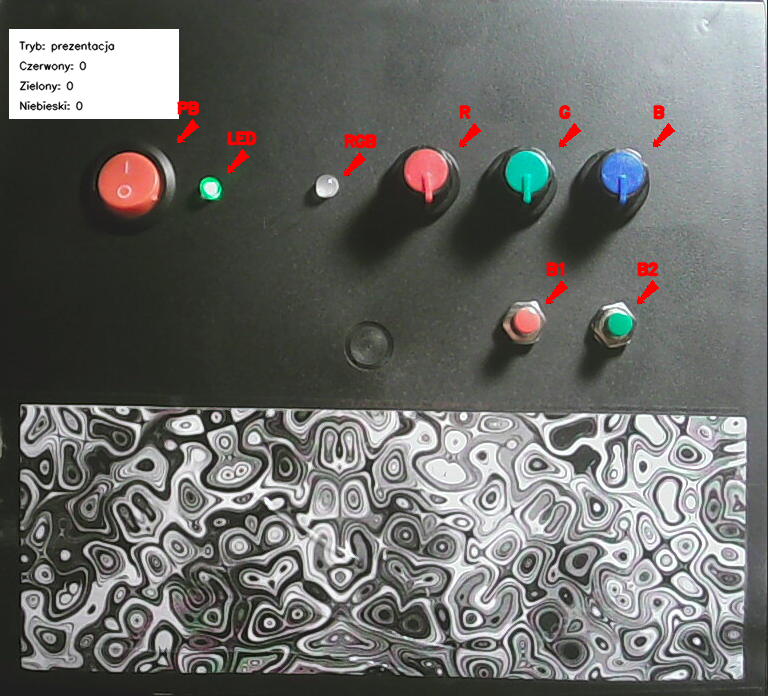 Tryb: prezentacja
Czerwony: 0
Zielony: 0
Niebieski: 0
PB
LED
RGB
R
G
B
B1
B2